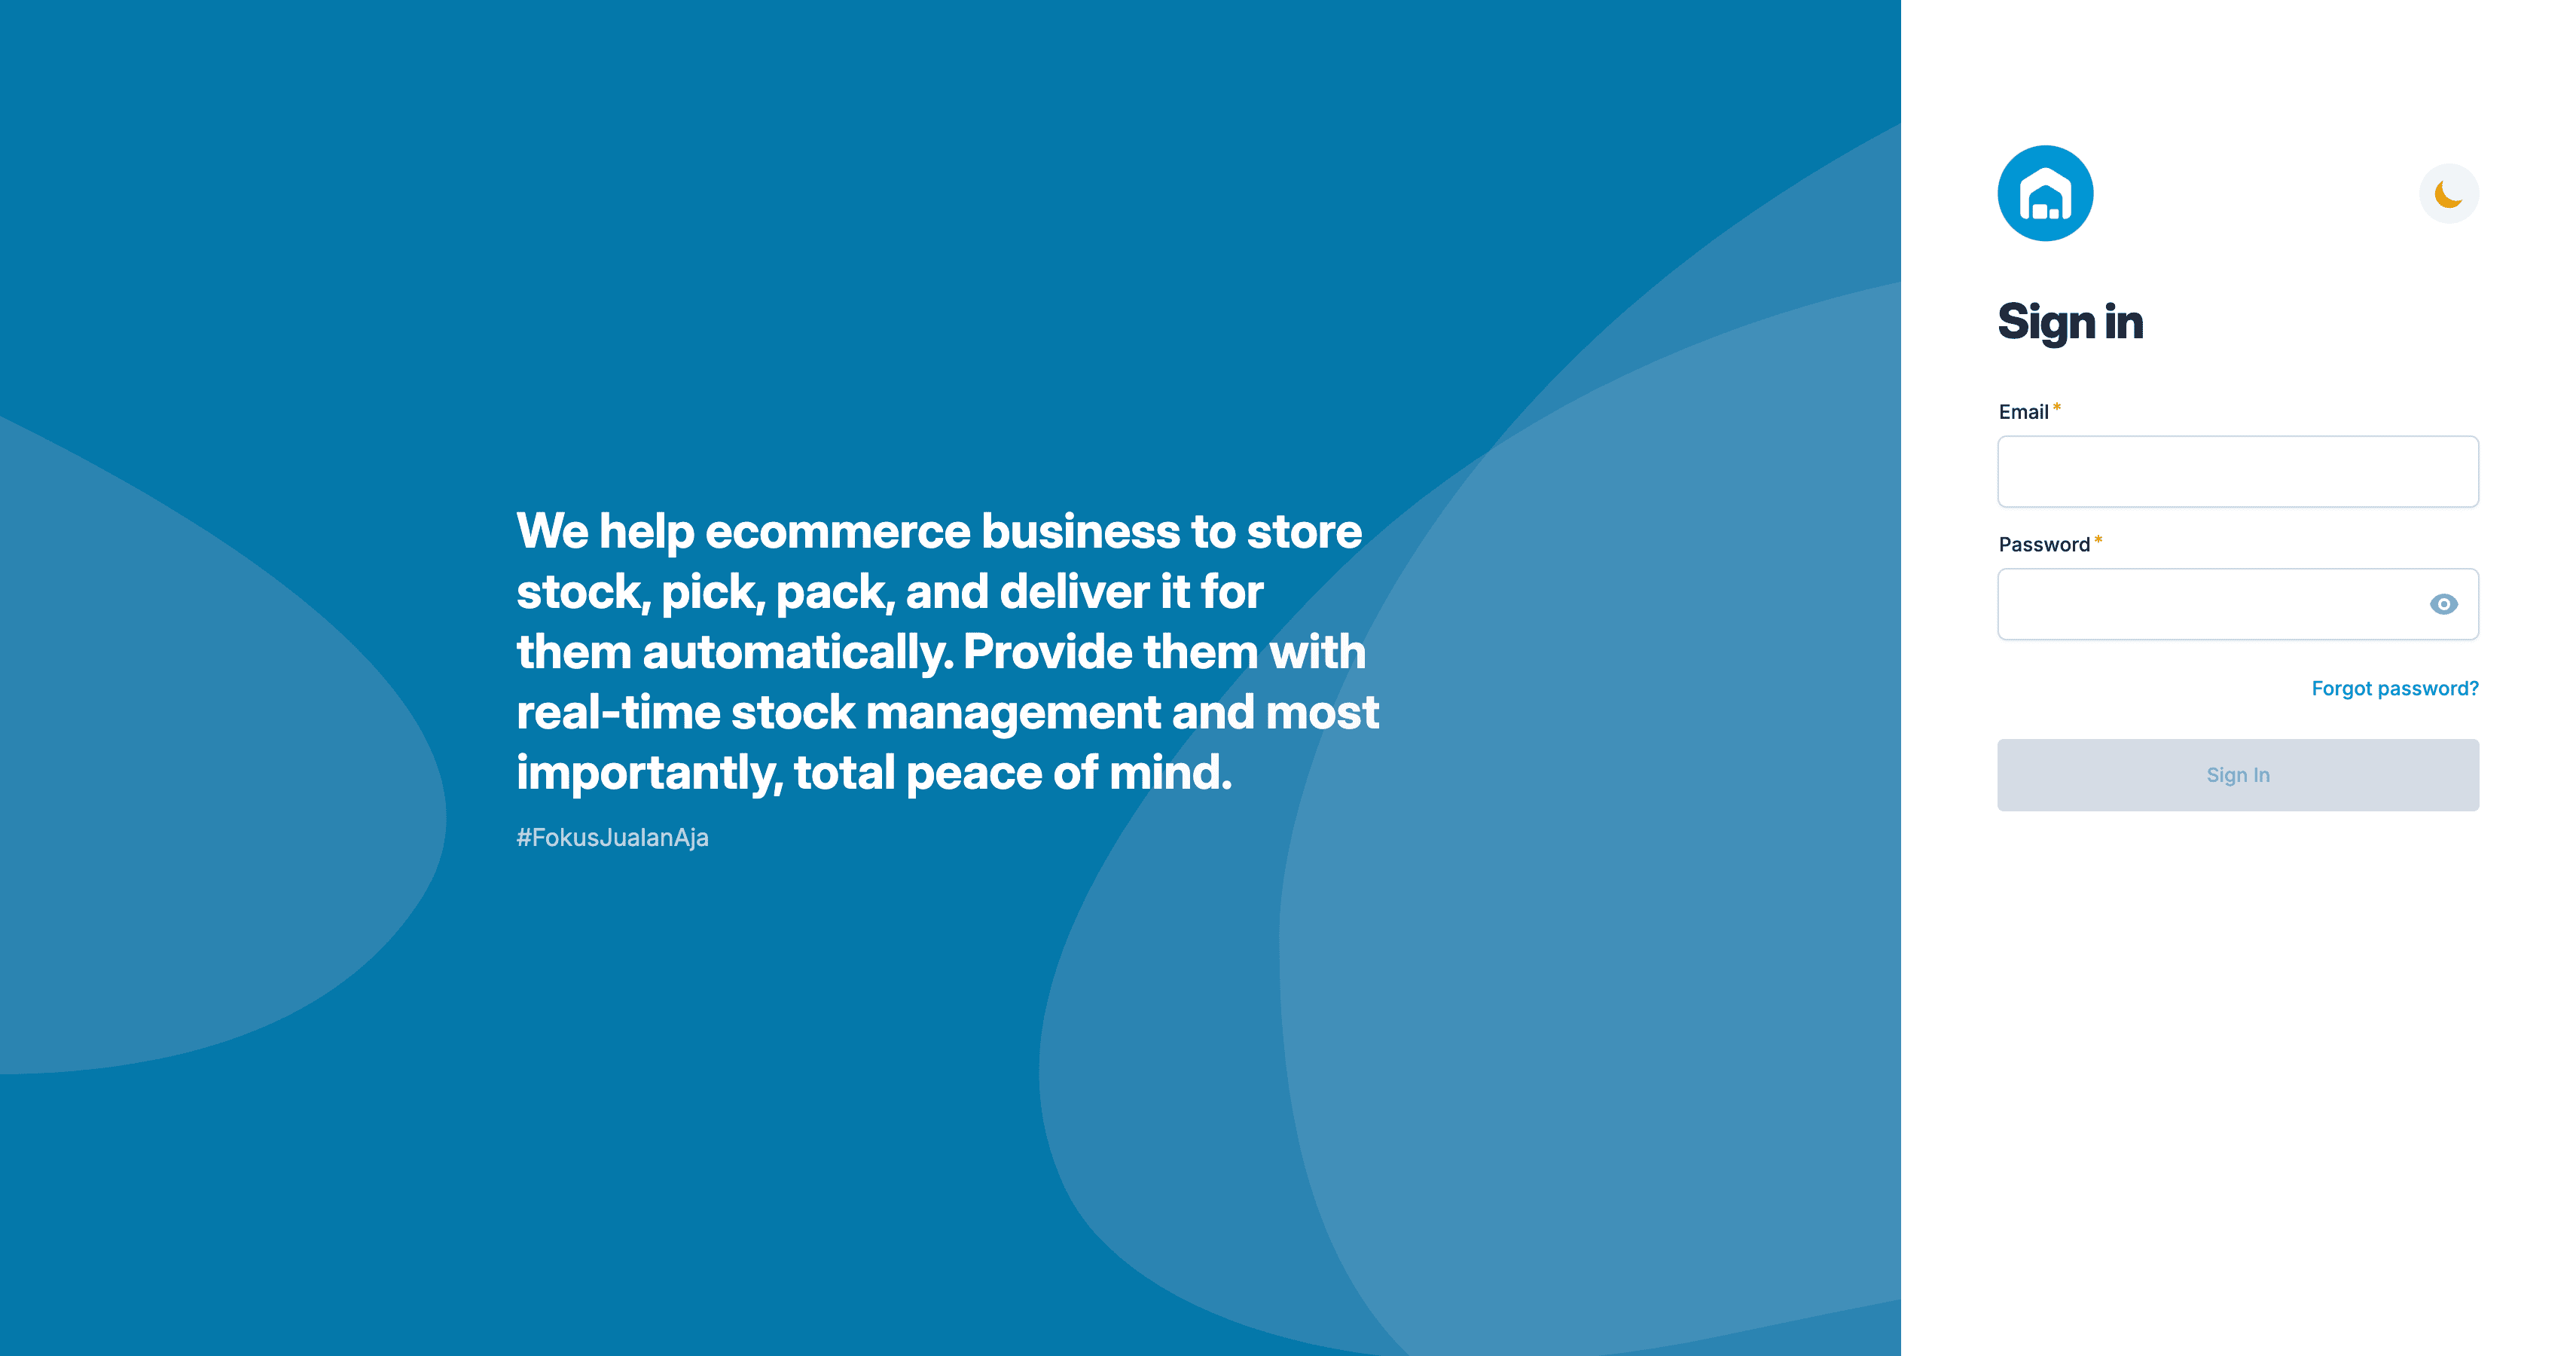 We help ecommerce business to store
stock, pick, pack, and deliver it for
them automatically. Provide them with
real-time stock management and most
importantly, total peace of mind.
#FokusJualanAja
Sign in
Email *
Password *
Forgot password?
Sign In